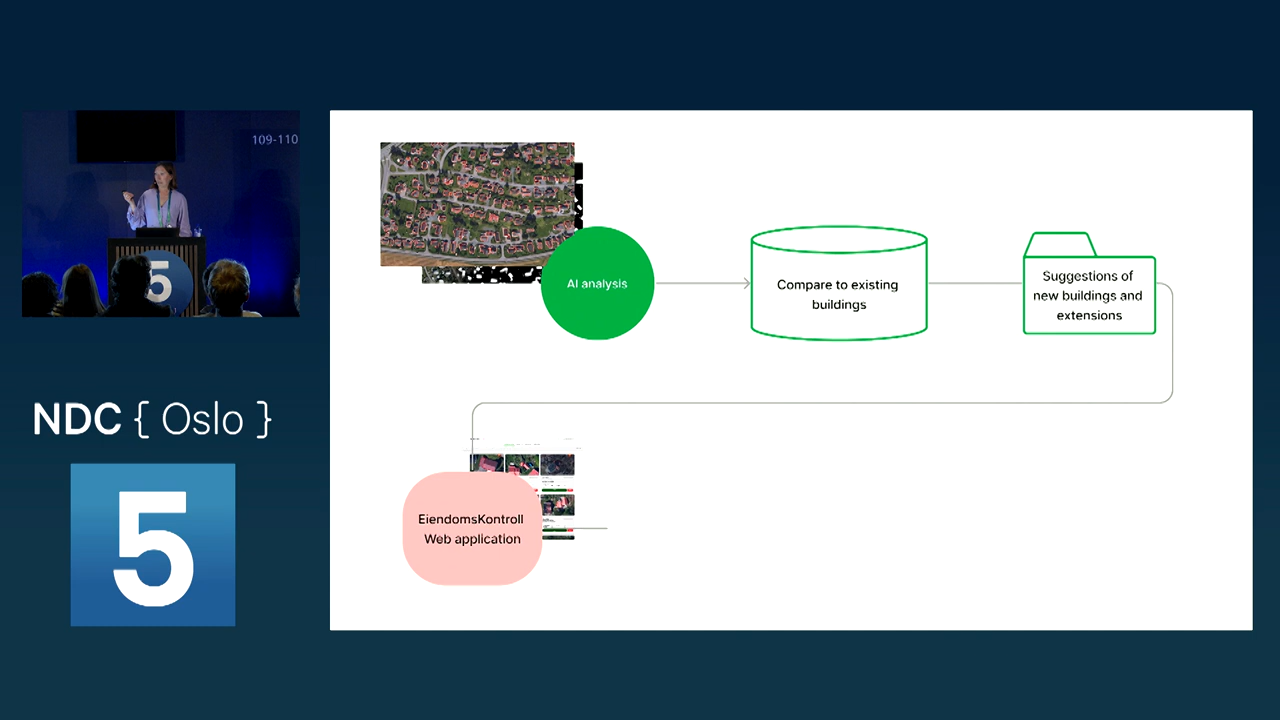 109-110
5
NDC { Oslo }
5
AI analysis
Compare to existing
buildings
Suggestions of
new buildings and
extensions
EiendomsKontroll
Web application